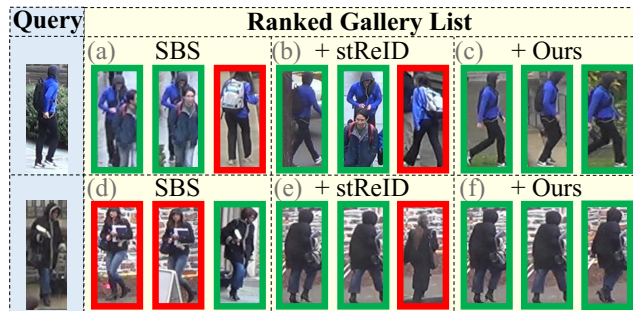 Query Ranked Gallery List
(a) SBS (b) + stReID (c) + Ours
(d) SBS (e) + stReID (f) + Ours